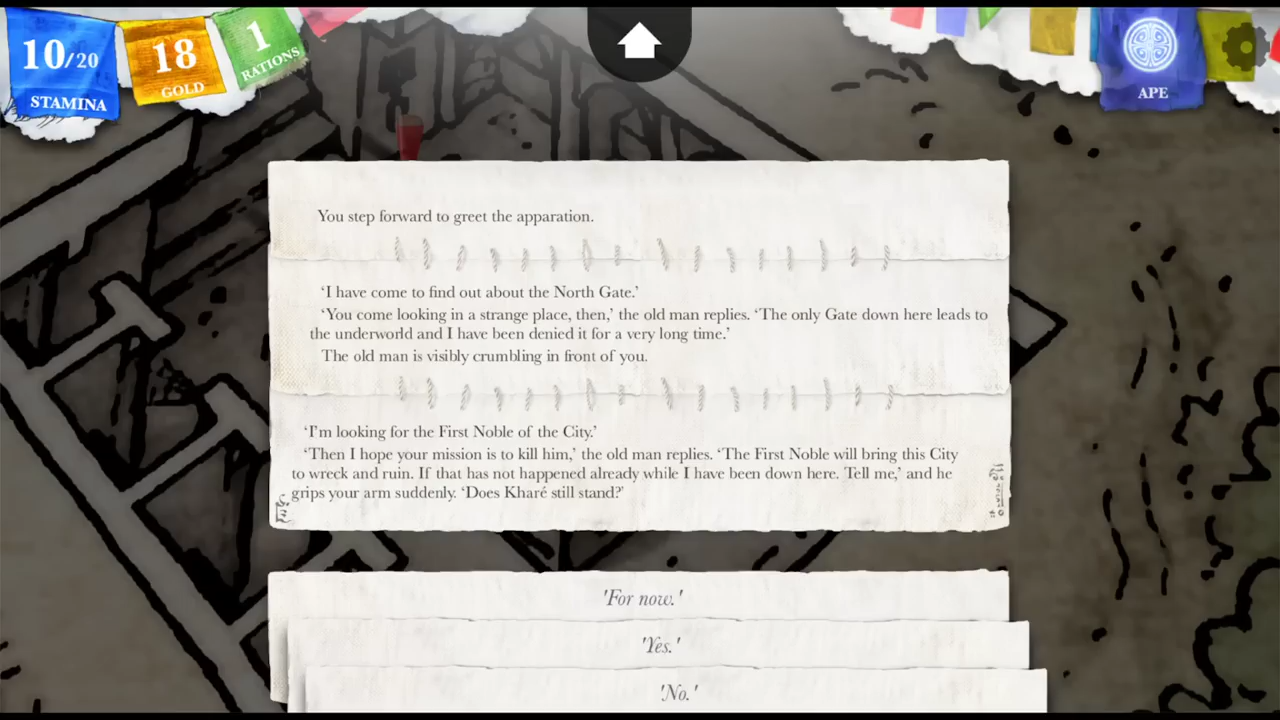 10/20
STAMINA
18
GOLD
1
RATIONS
APE
You step forward to greet the apparation.
‘I have come to find out about the North Gate.’
‘You come looking in a strange place, then,’ the old man replies. ‘The only Gate down here leads to
the underworld and I have been denied it for a very long time.’
The old man is visibly crumbling in front of you.
‘I'm looking for the First Noble of the City.’
‘Then I hope your mission is to kill him,’ the old man replies. ‘The First Noble will bring this City
to wreck and ruin. If that has not happened already while I have been down here. Tell me,’ and he
grips your arm suddenly. ‘Does Kharé still stand?’
'For now.'
'Yes.'
'No.'